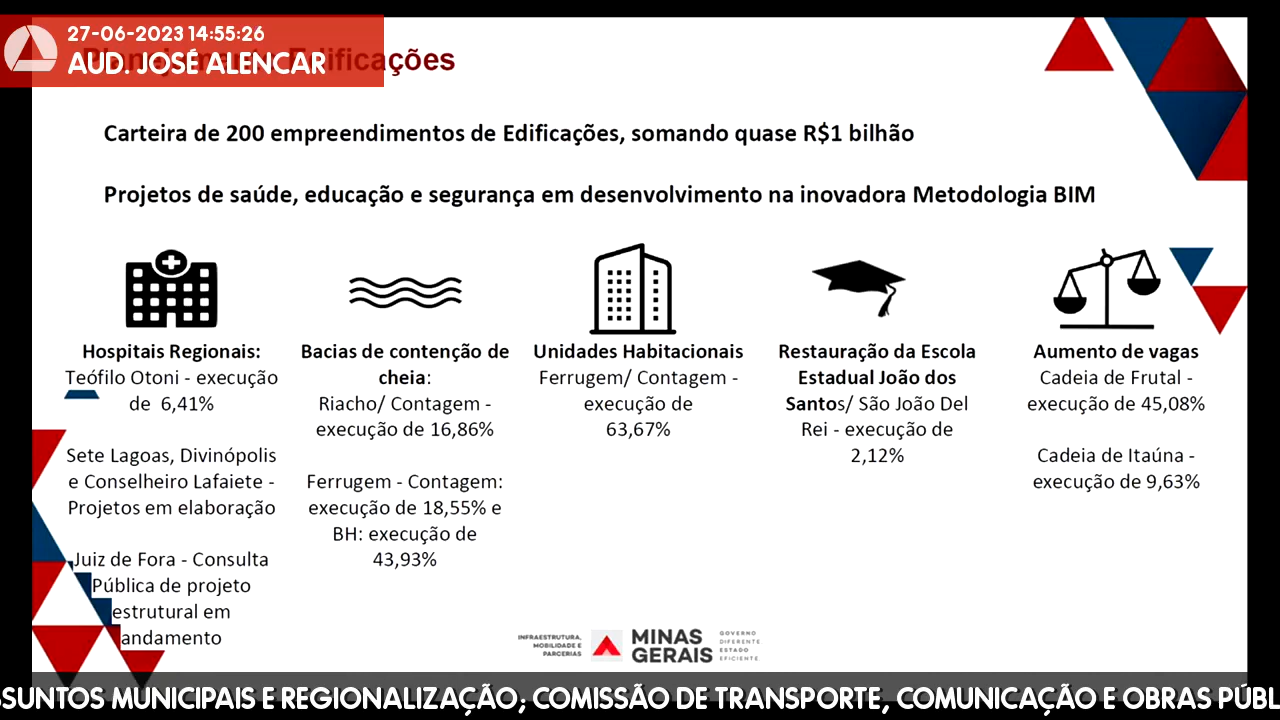 27-06-2023 14:55:26
AUD. JOSÉ ALENCAR
Edificações
Carteira de 200 empreendimentos de Edificações, somando quase R$1 bilhão
Projetos de saúde, educação e segurança em desenvolvimento na inovadora Metodologia BIM
Hospitais Regionais:
Teófilo Otoni - execução
de 6,41%
Sete Lagoas, Divinópolis
e Conselheiro Lafaiete -
Projetos em elaboração
Juiz de Fora - Consulta
Pública de projeto
estrutural em
andamento
Bacias de contenção de
cheia:
Riacho/ Contagem -
execução de 16,86%
Ferrugem - Contagem:
execução de 18,55% e
BH: execução de
43,93%
Unidades Habitacionais
Ferrugem/ Contagem -
execução de
63,67%
Restauração da Escola
Estadual João dos
Santos/ São João Del
Rei - execução de
2,12%
Aumento de vagas
Cadeia de Frutal -
execução de 45,08%
Cadeia de Itaúna -
execução de 9,63%
INFRAESTRUTURA,
MOBILIDADE E
PARCERIAS
MINAS
GERAIS
GOVERNO
DIFERENTE
ESTADO
EFICIENTE.
SSUNTOS MUNICIPAIS E REGIONALIZAÇÃO; COMISSÃO DE TRANSPORTE, COMUNICAÇÃO E OBRAS PÚBL